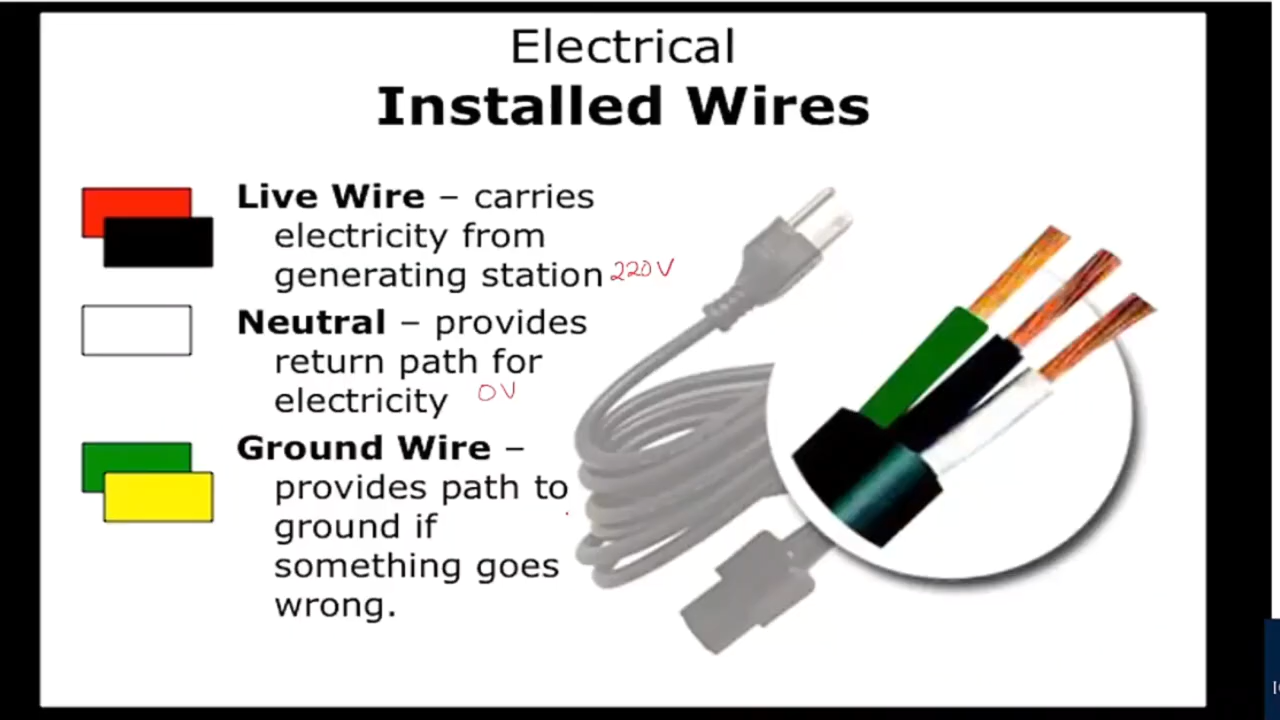 Electrical
Installed Wires
Live Wire – carries
electricity from
generating station 220V
Neutral – provides
return path for
electricity 0V
Ground Wire –
provides path to
ground if
something goes
wrong.